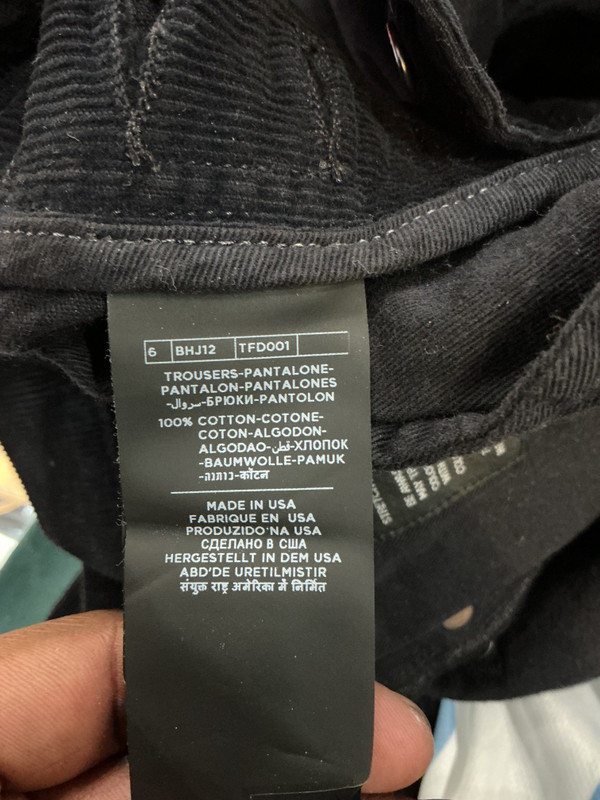 6 BHJ12 TFD001
TROUSERS-PANTALONE-
PANTALON-PANTALONES
-سروال-БРЮКИ-PANTOLON
100% COTTON-COTONE-
COTON-ALGODON-
ALGODAO-قطن-ХЛОПОК
-BAUMWOLLE-PAMUK
-כותנה-कॉटन
MADE IN USA
FABRIQUE EN USA
PRODUZIDO NA USA
СДЕЛАНО В США
HERGESTELLT IN DEM USA
ABD'DE URETILMISTIR
संयुक्त राष्ट्र अमेरिका में निर्मित